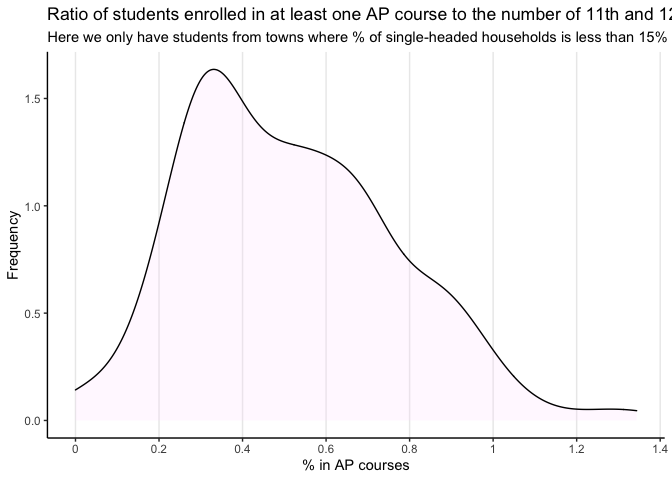 Ratio of students enrolled in at least one AP course to the number of 11th and 12
Here we only have students from towns where % of single-headed households is less than 15%
1.5
1.0
0.5
0.0
Frequency
0 0.2 0.4 0.6 0.8 1 1.2 1.4
% in AP courses